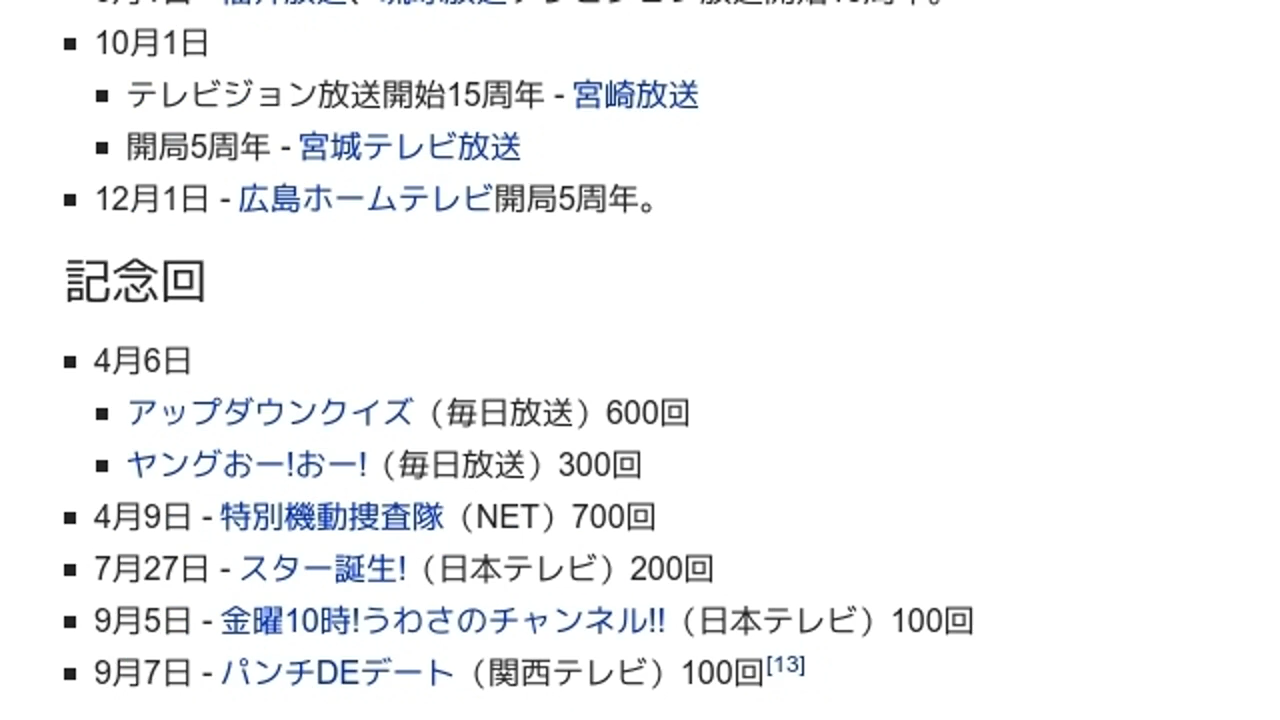 10月1日
テレビジョン放送開始15周年 - 宮崎放送
開局5周年 - 宮城テレビ放送
12月1日 - 広島ホームテレビ開局5周年。
記念回
4月6日
アップダウンクイズ（毎日放送）600回
ヤングおー!おー!（毎日放送）300回
4月9日 - 特別機動捜査隊（NET）700回
7月27日 - スター誕生!（日本テレビ）200回
9月5日 - 金曜10時!うわさのチャンネル!!（日本テレビ）100回
9月7日 - パンチDEデート（関西テレビ）100回[13]